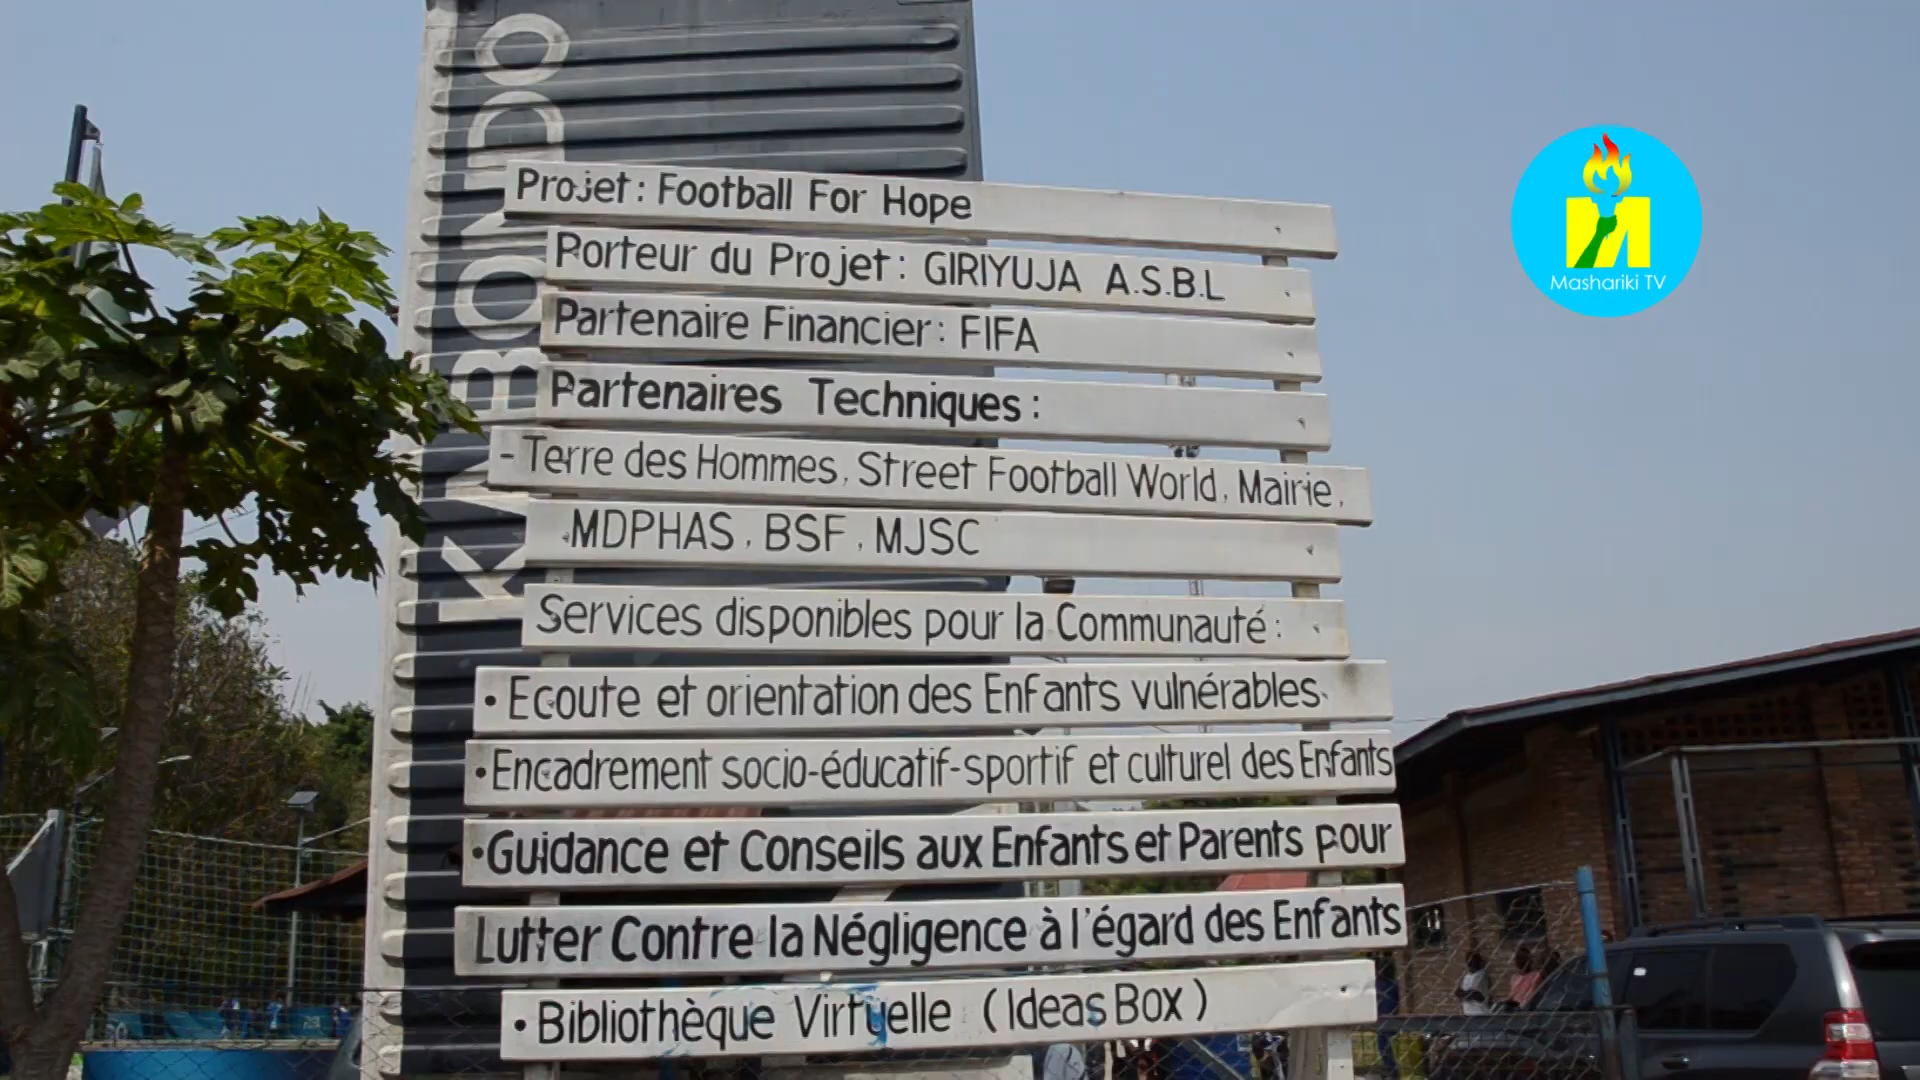 KABONDO
Projet : Football For Hope
Porteur du Projet : GIRIYUJA A.S.B.L
Partenaire Financier : FIFA
Partenaires Techniques :
- Terre des Hommes, Street Football World, Mairie,
MDPHAS, BSF, MJSC
Services disponibles pour la Communauté :
• Ecoute et orientation des Enfants vulnérables
• Encadrement socio-éducatif-sportif et culturel des Enfants
• Guidance et Conseils aux Enfants et Parents pour
Lutter Contre la Négligence à l'égard des Enfants
• Bibliothèque Virtuelle (Ideas Box)
Mashariki TV